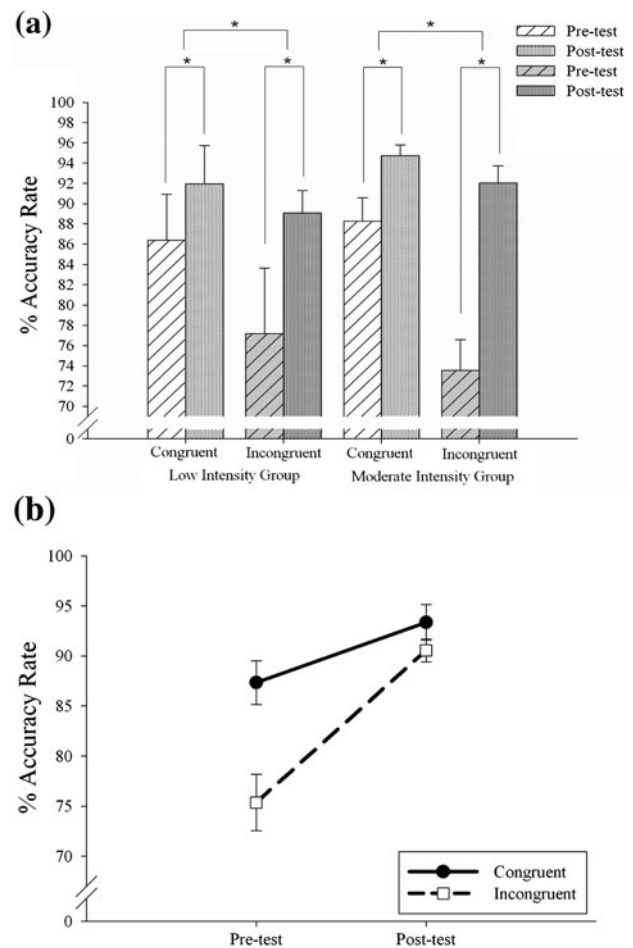 (a)
*
*
*
*
*
*
Pre-test
Post-test
Pre-test
Post-test
% Accuracy Rate
100
98
96
94
92
90
88
86
84
82
80
78
76
74
72
70
0
Congruent
Incongruent
Congruent
Incongruent
Low Intensity Group
Moderate Intensity Group
(b)
% Accuracy Rate
100
95
90
85
80
75
70
0
Congruent
Incongruent
Pre-test
Post-test